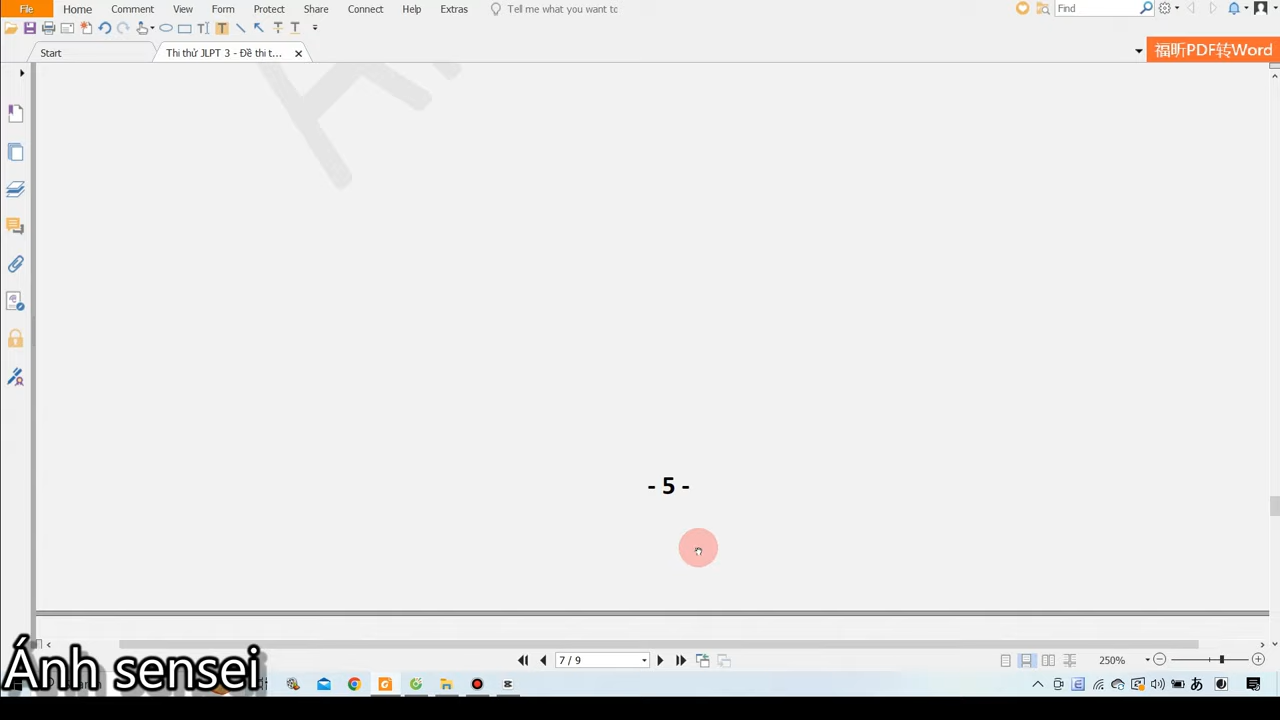 File Home Comment View Form Protect Share Connect Help Extras Tell me what you want to Find
Start Thi thử JLPT 3 - Đề thi t...
福昕PDF转Word
- 5 -
7 / 9
250%
Ánh sensei
あ